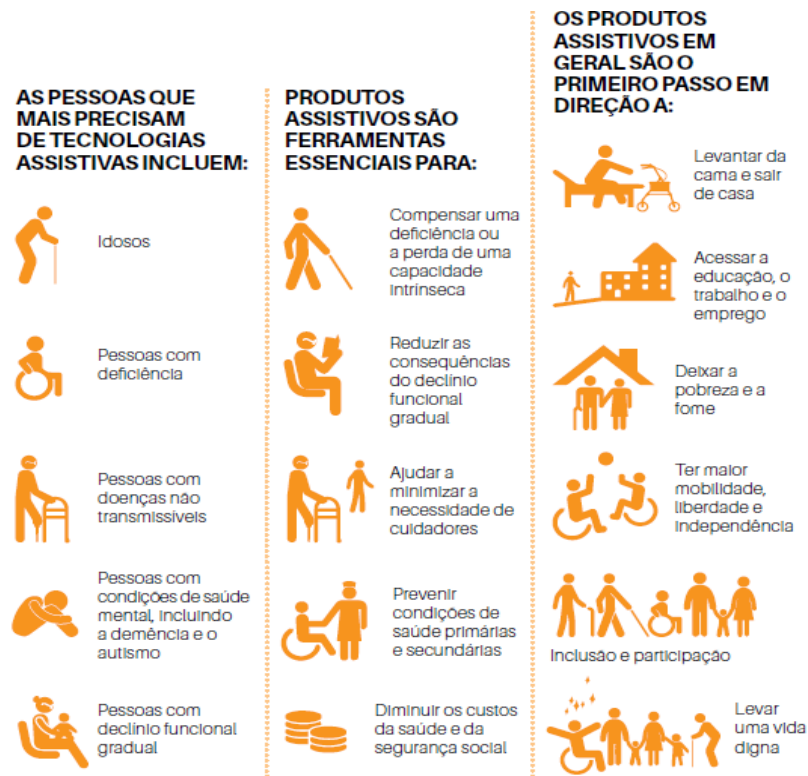 AS PESSOAS QUE
MAIS PRECISAM
DE TECNOLOGIAS
ASSISTIVAS INCLUEM:
Idosos
Pessoas com
deficiência
Pessoas com
doenças não
transmissíveis
Pessoas com
condições de saúde
mental, incluindo
a demência e o
autismo
Pessoas com
declínio funcional
gradual
PRODUTOS
ASSISTIVOS SÃO
FERRAMENTAS
ESSENCIAIS PARA:
Compensar uma
deficiência ou
a perda de uma
capacidade
intrínseca
Reduzir as
consequências
do declínio
funcional
gradual
Ajudar a
minimizar a
necessidade de
cuidadores
Prevenir
condições de
saúde primárias
e secundárias
Diminuir os custos
da saúde e da
segurança social
OS PRODUTOS
ASSISTIVOS EM
GERAL SÃO O
PRIMEIRO PASSO EM
DIREÇÃO A:
Levantar da
cama e sair
de casa
Acessar a
educação, o
trabalho e o
emprego
Deixar a
pobreza e a
fome
Ter maior
mobilidade,
liberdade e
independência
Inclusão e participação
Levar
uma vida
digna